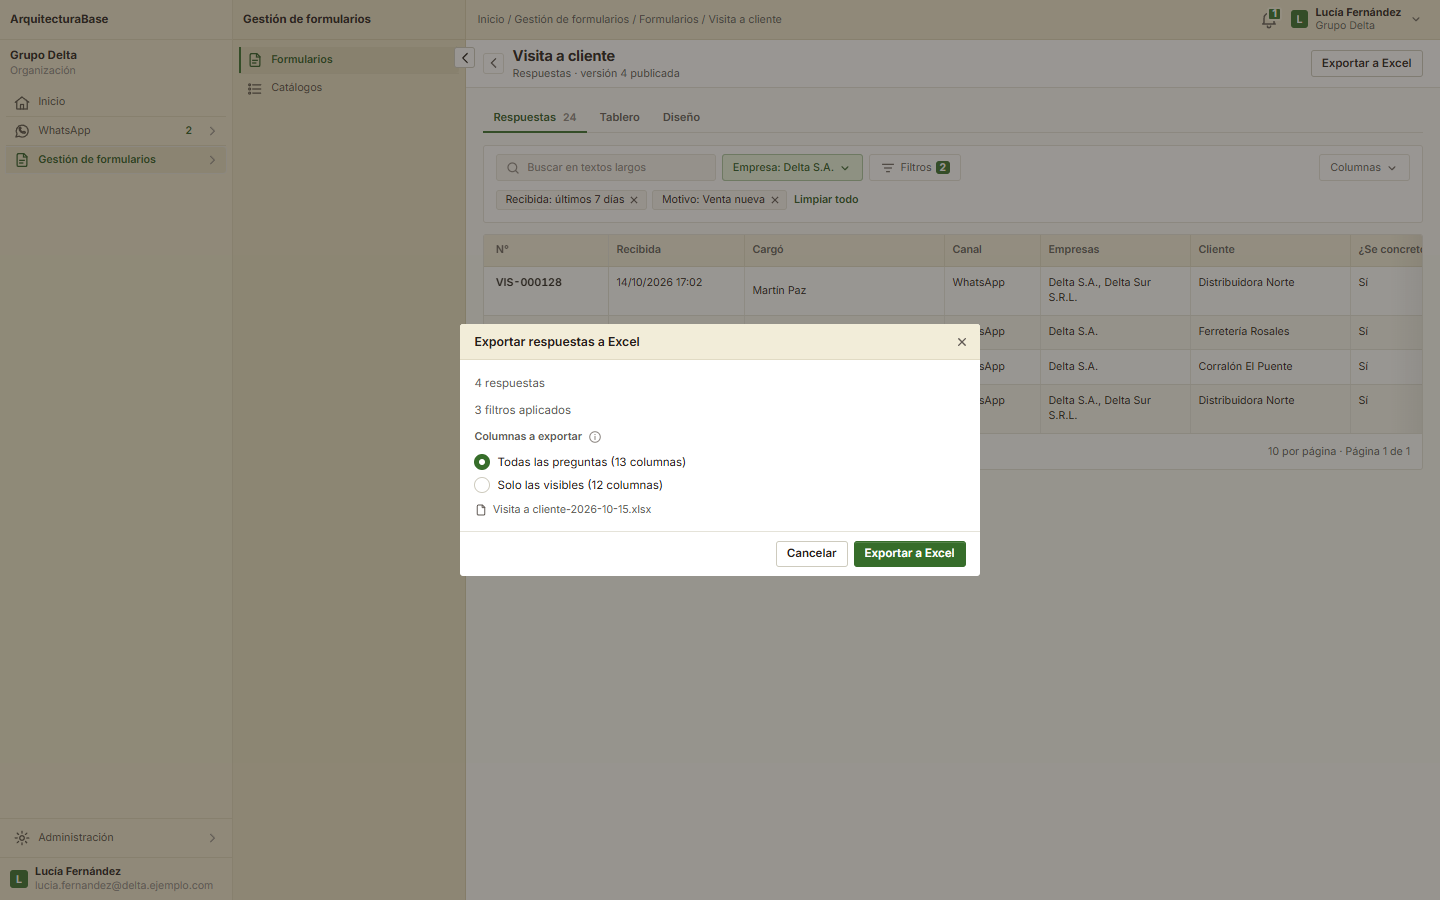 ArquitecturaBase
Grupo Delta
Organización
Inicio
WhatsApp 2
Gestión de formularios
Administración
Lucía Fernández
lucia.fernandez@delta.ejemplo.com
L
Gestión de formularios
Formularios
Catálogos
Inicio / Gestión de formularios / Formularios / Visita a cliente
1
L
Lucía Fernández
Grupo Delta
Visita a cliente
Respuestas · versión 4 publicada
Exportar a Excel
Respuestas 24 Tablero Diseño
Buscar en textos largos Empresa: Delta S.A. Filtros 2 Columnas
Recibida: últimos 7 días Motivo: Venta nueva Limpiar todo
Nº Recibida Cargó Canal Empresas Cliente ¿Se concretó
VIS-000128 14/10/2026 17:02 Martín Paz WhatsApp Delta S.A., Delta Sur Distribuidora Norte Sí
S.R.L.
sApp Delta S.A. Ferretería Rosales Sí
sApp Delta S.A. Corralón El Puente Sí
sApp Delta S.A., Delta Sur Distribuidora Norte Sí
S.R.L.
10 por página · Página 1 de 1
Exportar respuestas a Excel
4 respuestas
3 filtros aplicados
Columnas a exportar
Todas las preguntas (13 columnas)
Solo las visibles (12 columnas)
Visita a cliente-2026-10-15.xlsx
Cancelar Exportar a Excel